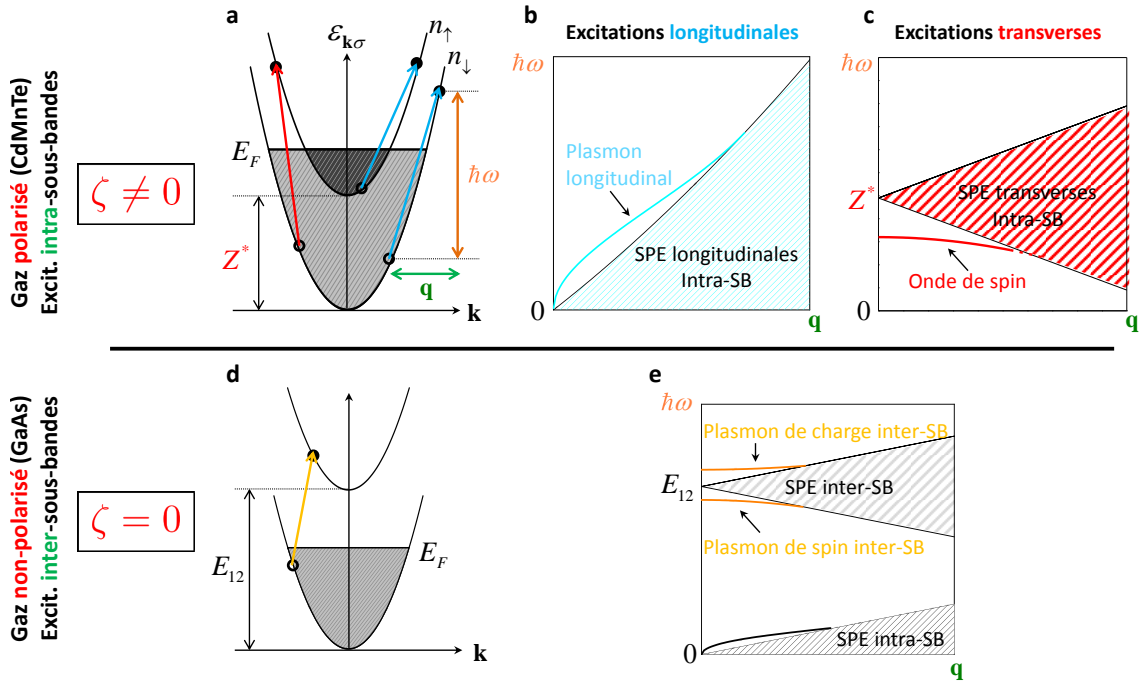 Gaz polarisé (CdMnTe)
Excit. intra-sous-bandes
ζ ≠ 0
a
ε𝐤σ
n↑
n↓
E_F
ħω
Z*
q
k
b
Excitations longitudinales
ħω
Plasmon
longitudinal
SPE longitudinales
Intra-SB
0
q
c
Excitations transverses
ħω
Z*
SPE transverses
Intra-SB
Onde de spin
0
q
Gaz non-polarisé (GaAs)
Excit. inter-sous-bandes
ζ = 0
d
E₁₂
E_F
k
e
ħω
Plasmon de charge inter-SB
E₁₂
SPE inter-SB
Plasmon de spin inter-SB
SPE intra-SB
0
q